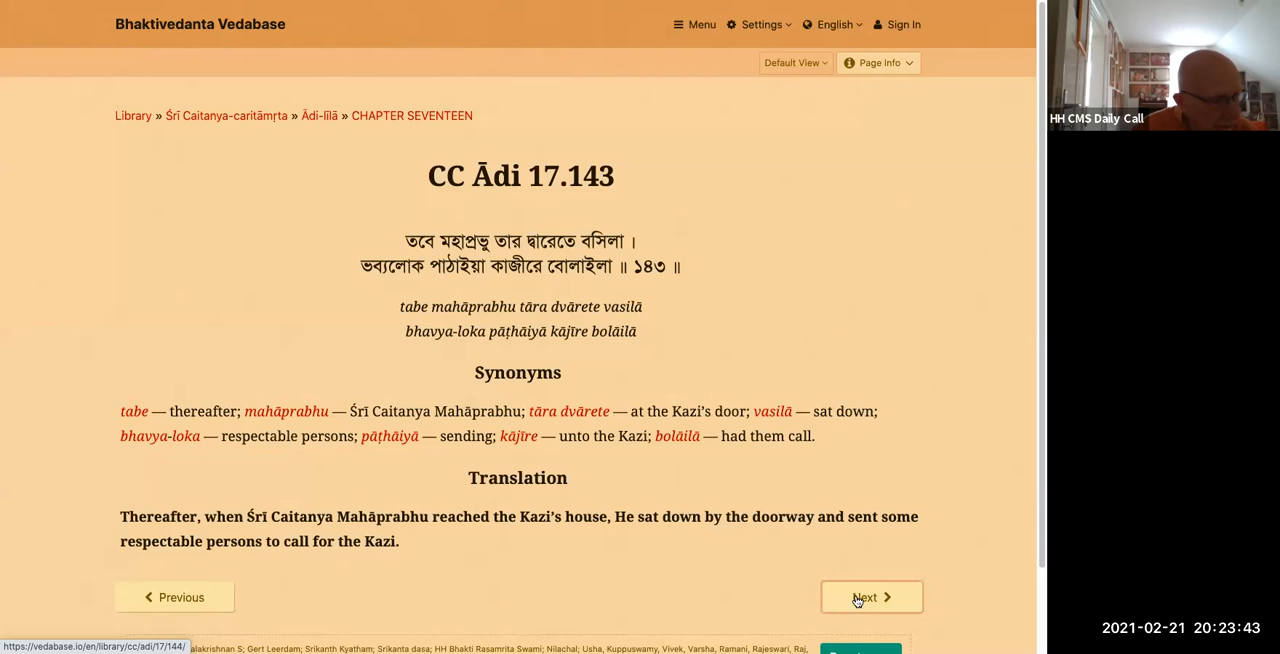 Bhaktivedanta Vedabase
Menu Settings English Sign In
Default View Page Info
Library » Śrī Caitanya-caritāmṛta » Ādi-līlā » CHAPTER SEVENTEEN
CC Ādi 17.143
তবে মহাপ্রভু তার দ্বারেতে বসিলা ।
ভব্যলোক পাঠাইয়া কাজীরে বোলাইলা ॥ ১৪৩ ॥
tabe mahāprabhu tāra dvārete vasilā
bhavya-loka pāṭhāiyā kājīre bolāilā
Synonyms
tabe — thereafter; mahāprabhu — Śrī Caitanya Mahāprabhu; tāra dvārete — at the Kazi’s door; vasilā — sat down;
bhavya-loka — respectable persons; pāṭhāiyā — sending; kājīre — unto the Kazi; bolāilā — had them call.
Translation
Thereafter, when Śrī Caitanya Mahāprabhu reached the Kazi’s house, He sat down by the doorway and sent some
respectable persons to call for the Kazi.
Previous
Next
https://vedabase.io/en/library/cc/adi/17/144/
alakrishnan S; Gert Leerdam; Srikanth Kyatham; Srikanta dasa; HH Bhakti Rasamrita Swami; Nilachal; Usha, Kuppuswamy, Vivek, Varsha, Ramani, Rajeswari, Raj,
HH CMS Daily Call
2021-02-21 20:23:43